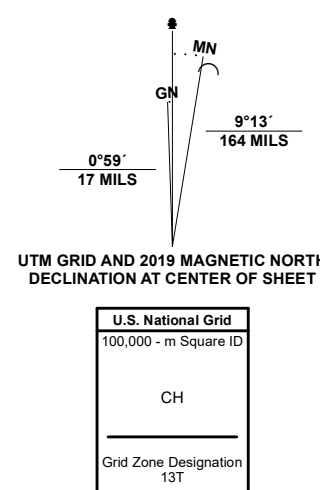 MN
GN
9°13´
164 MILS
0°59´
17 MILS
UTM GRID AND 2019 MAGNETIC NORTH
DECLINATION AT CENTER OF SHEET
U.S. National Grid
100,000 - m Square ID
CH
Grid Zone Designation
13T